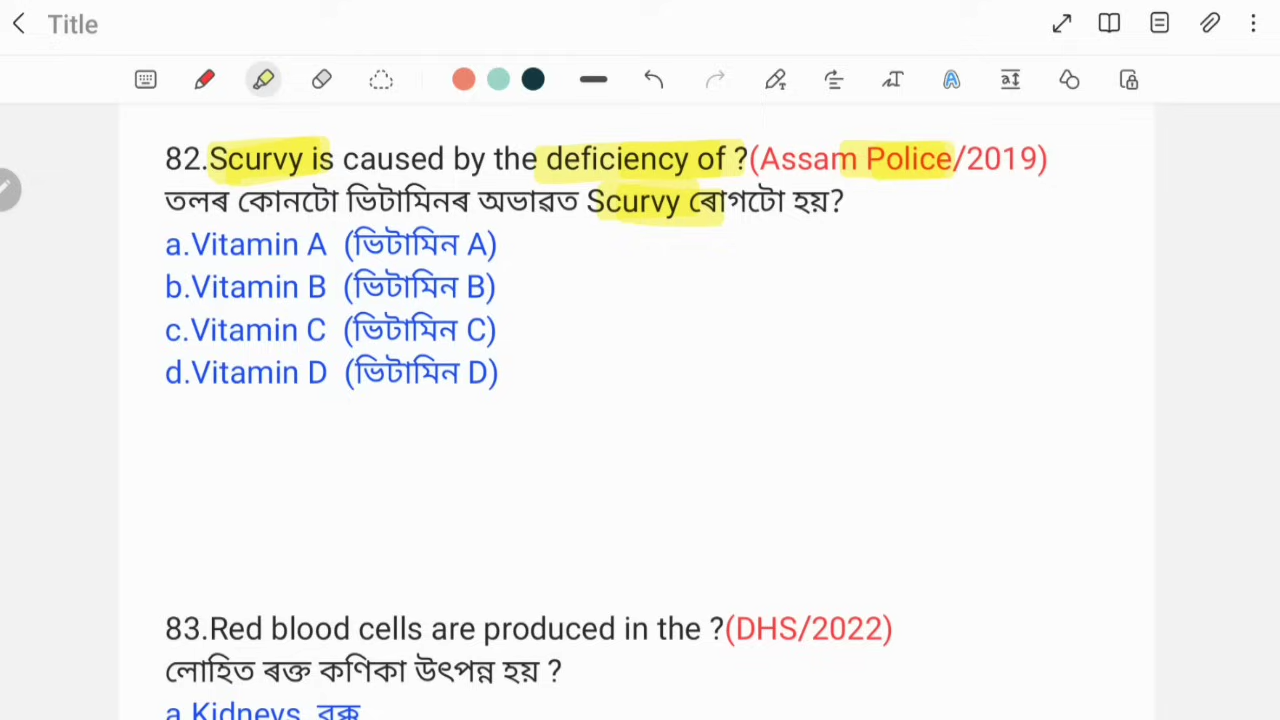 Title
82.Scurvy is caused by the deficiency of ?(Assam Police/2019)
তলৰ কোনটো ভিটামিনৰ অভাৱত Scurvy ৰোগটো হয়?
a.Vitamin A (ভিটামিন A)
b.Vitamin B (ভিটামিন B)
c.Vitamin C (ভিটামিন C)
d.Vitamin D (ভিটামিন D)
83.Red blood cells are produced in the ?(DHS/2022)
লোহিত ৰক্ত কণিকা উৎপন্ন হয় ?
a.Kidneys বৃক্ক